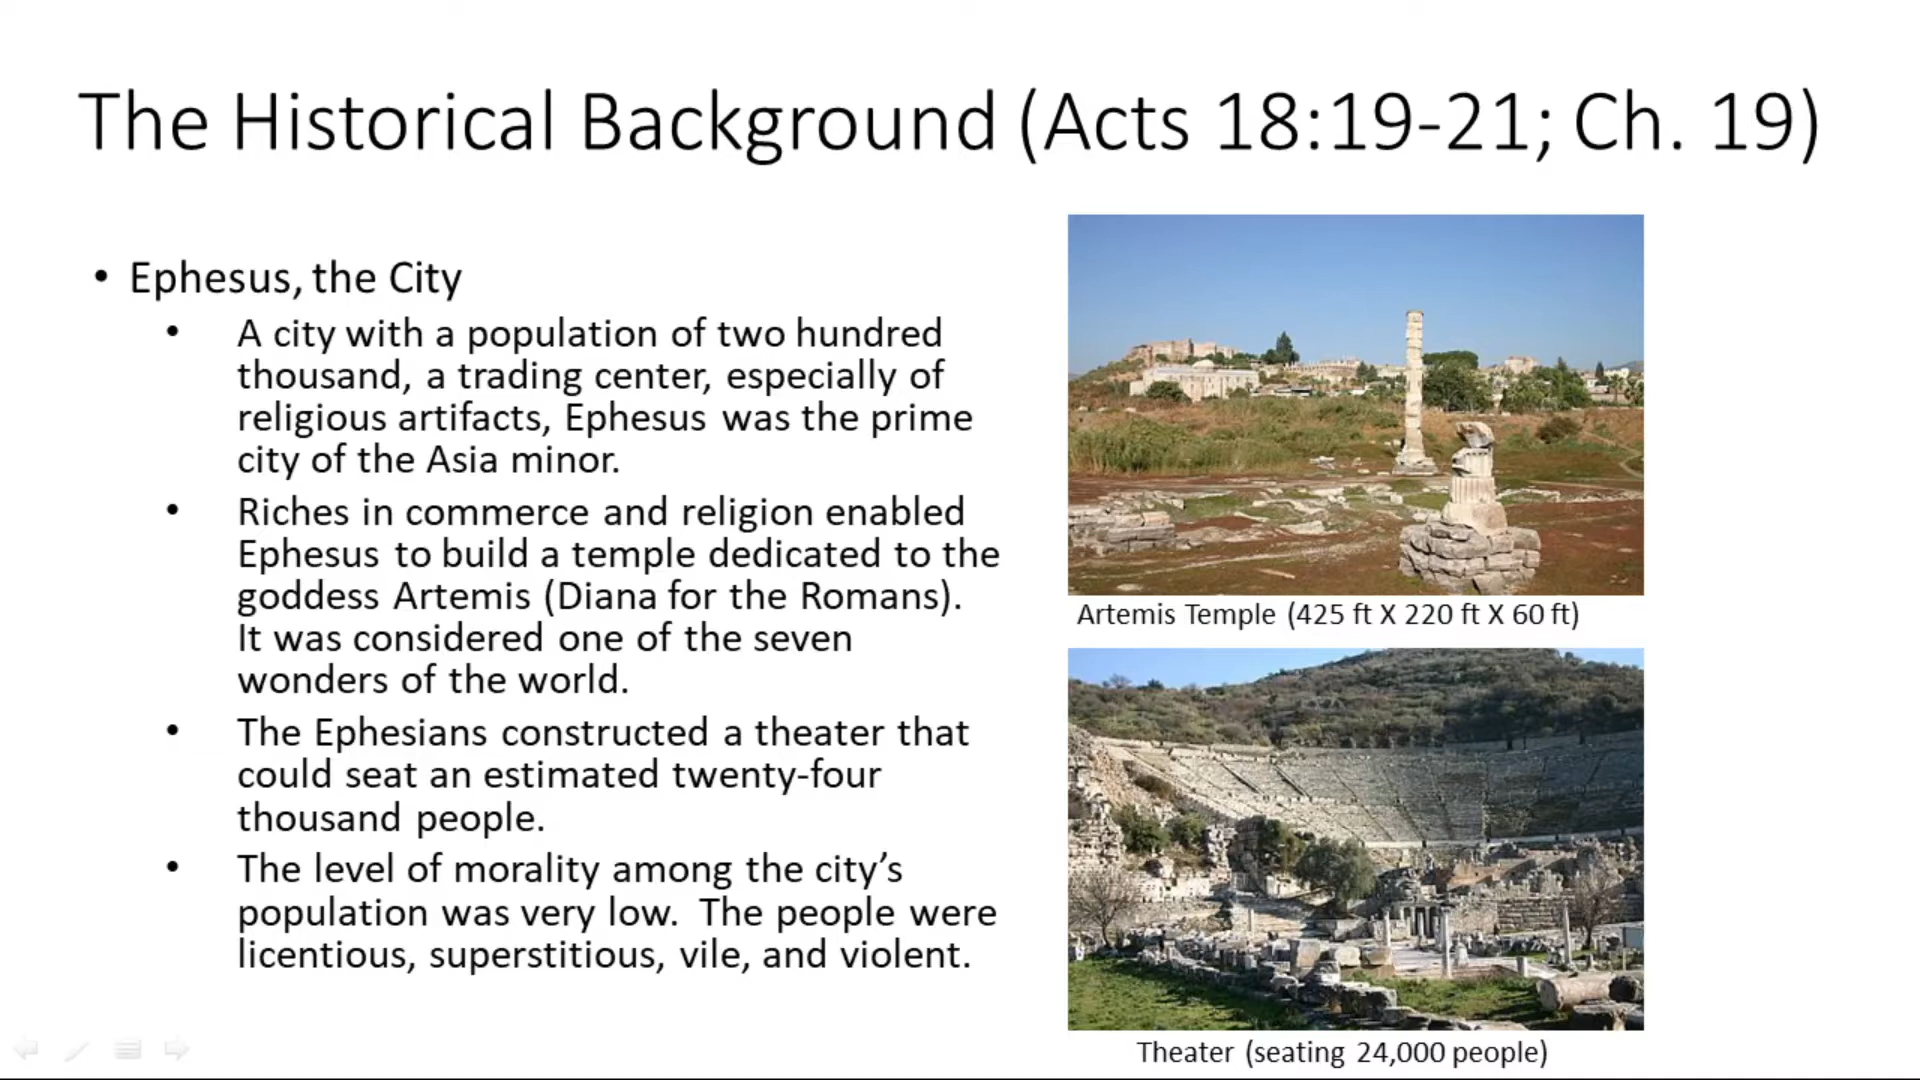 The Historical Background (Acts 18:19-21; Ch. 19)
• Ephesus, the City
• A city with a population of two hundred
thousand, a trading center, especially of
religious artifacts, Ephesus was the prime
city of the Asia minor.
• Riches in commerce and religion enabled
Ephesus to build a temple dedicated to the
goddess Artemis (Diana for the Romans).
It was considered one of the seven
wonders of the world.
• The Ephesians constructed a theater that
could seat an estimated twenty-four
thousand people.
• The level of morality among the city’s
population was very low. The people were
licentious, superstitious, vile, and violent.
Artemis Temple (425 ft X 220 ft X 60 ft)
Theater (seating 24,000 people)